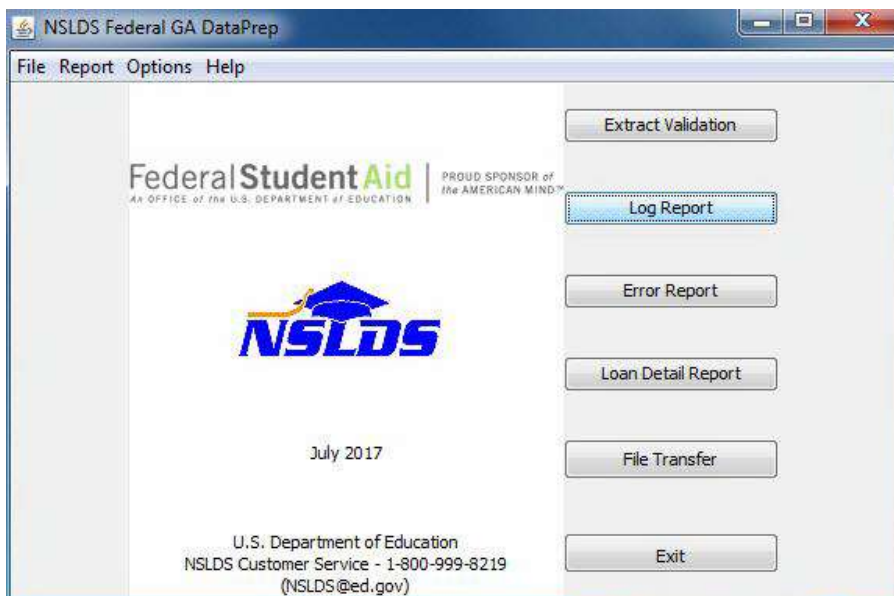 NSLDS Federal GA DataPrep
File Report Options Help
Extract Validation
Federal Student Aid
An OFFICE of the U.S. DEPARTMENT of EDUCATION
PROUD SPONSOR of
the AMERICAN MIND™
Log Report
Error Report
NSLDS
Loan Detail Report
July 2017
File Transfer
U.S. Department of Education
NSLDS Customer Service - 1-800-999-8219
(NSLDS@ed.gov)
Exit